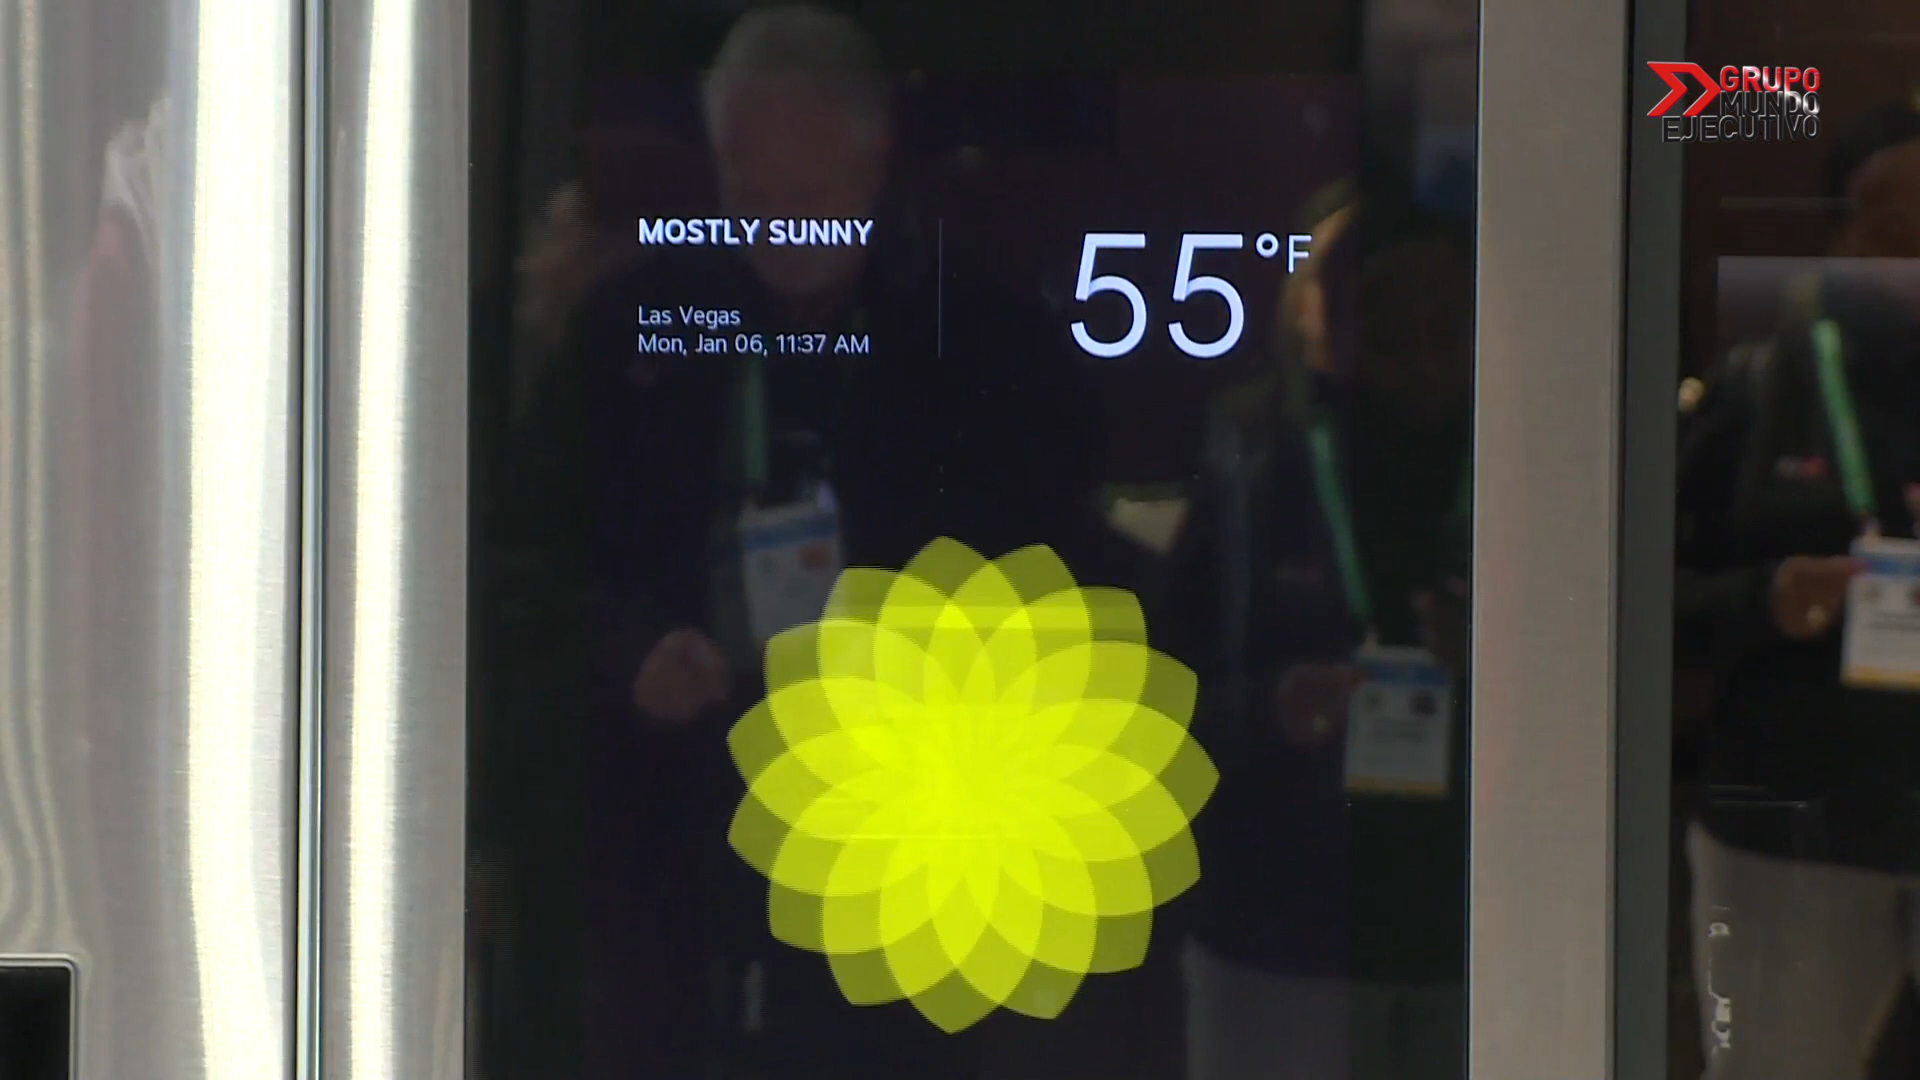 GRUPO
MUNDO
EJECUTIVO
MOSTLY SUNNY
55°F
Las Vegas
Mon, Jan 06, 11:37 AM